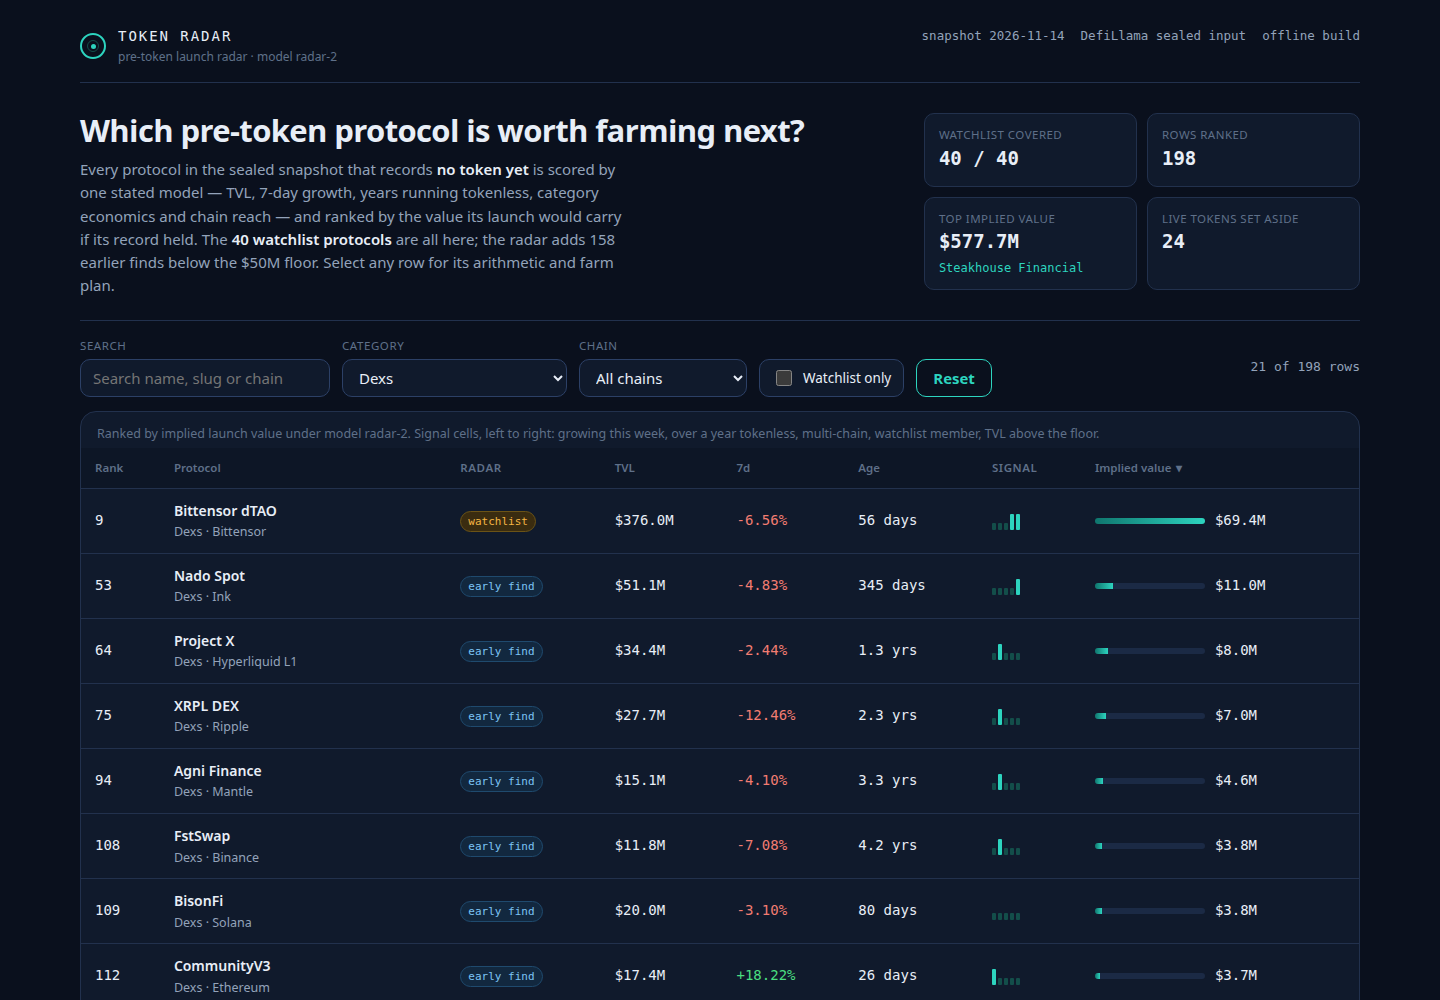 TOKEN RADAR
pre-token launch radar · model radar-2
snapshot 2026-11-14 DefiLlama sealed input offline build
Which pre-token protocol is worth farming next?
Every protocol in the sealed snapshot that records no token yet is scored by
one stated model — TVL, 7-day growth, years running tokenless, category
economics and chain reach — and ranked by the value its launch would carry
if its record held. The 40 watchlist protocols are all here; the radar adds 158
earlier finds below the $50M floor. Select any row for its arithmetic and farm
plan.
WATCHLIST COVERED
40 / 40
ROWS RANKED
198
TOP IMPLIED VALUE
$577.7M
Steakhouse Financial
LIVE TOKENS SET ASIDE
24
SEARCH CATEGORY CHAIN
Search name, slug or chain Dexs All chains Watchlist only Reset 21 of 198 rows
Ranked by implied launch value under model radar-2. Signal cells, left to right: growing this week, over a year tokenless, multi-chain, watchlist member, TVL above the floor.
Rank Protocol RADAR TVL 7d Age SIGNAL Implied value ▼
9 Bittensor dTAO watchlist $376.0M -6.56% 56 days $69.4M
Dexs · Bittensor
53 Nado Spot early find $51.1M -4.83% 345 days $11.0M
Dexs · Ink
64 Project X early find $34.4M -2.44% 1.3 yrs $8.0M
Dexs · Hyperliquid L1
75 XRPL DEX early find $27.7M -12.46% 2.3 yrs $7.0M
Dexs · Ripple
94 Agni Finance early find $15.1M -4.10% 3.3 yrs $4.6M
Dexs · Mantle
108 FstSwap early find $11.8M -7.08% 4.2 yrs $3.8M
Dexs · Binance
109 BisonFi early find $20.0M -3.10% 80 days $3.8M
Dexs · Solana
112 CommunityV3 early find $17.4M +18.22% 26 days $3.7M
Dexs · Ethereum